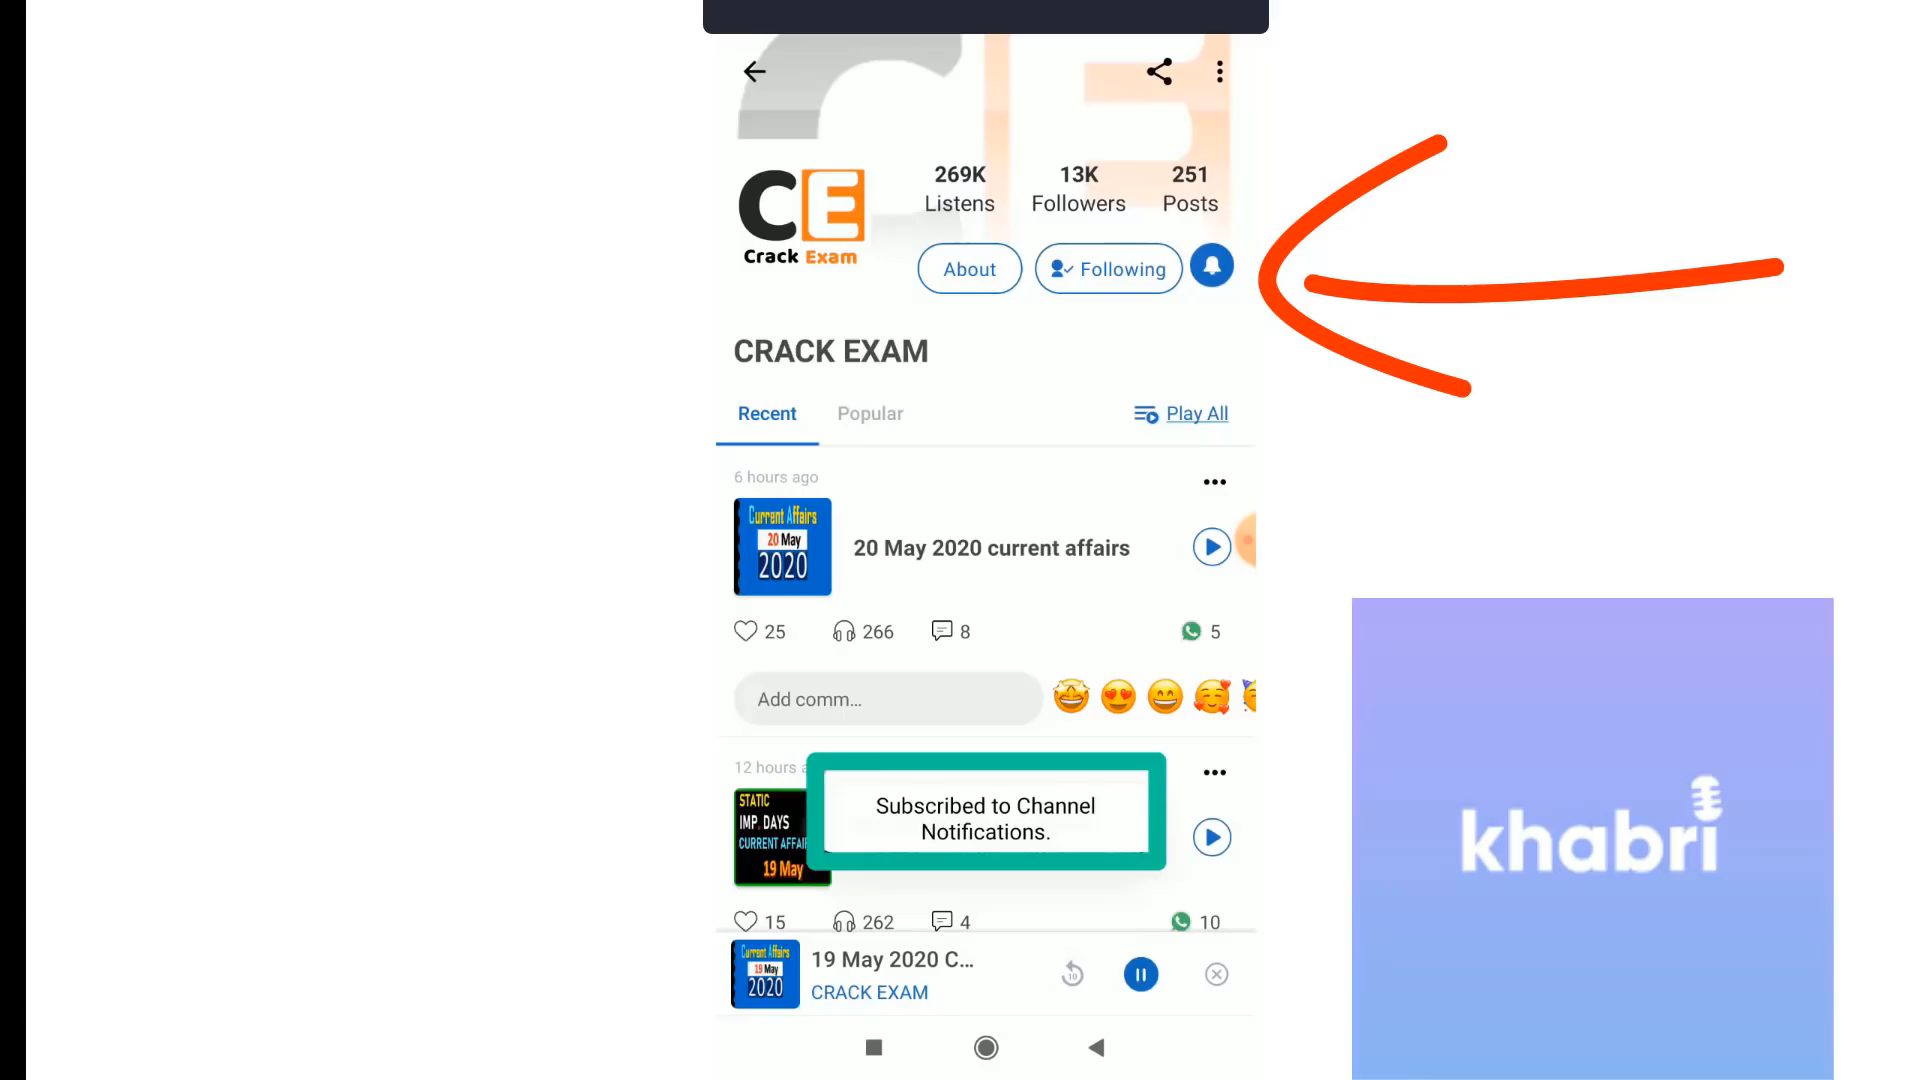 269K
Listens
13K
Followers
251
Posts
CE
Crack Exam
About
Following
CRACK EXAM
Recent
Popular
Play All
6 hours ago
Current Affairs
20 May
2020
20 May 2020 current affairs
25
266
8
5
Add comm...
12 hours
STATIC
IMP. DAYS
CURRENT AFFAI
19 May
Subscribed to Channel
Notifications.
15
262
4
10
Current Affairs
19 May
2020
19 May 2020 C...
CRACK EXAM
10
khabri